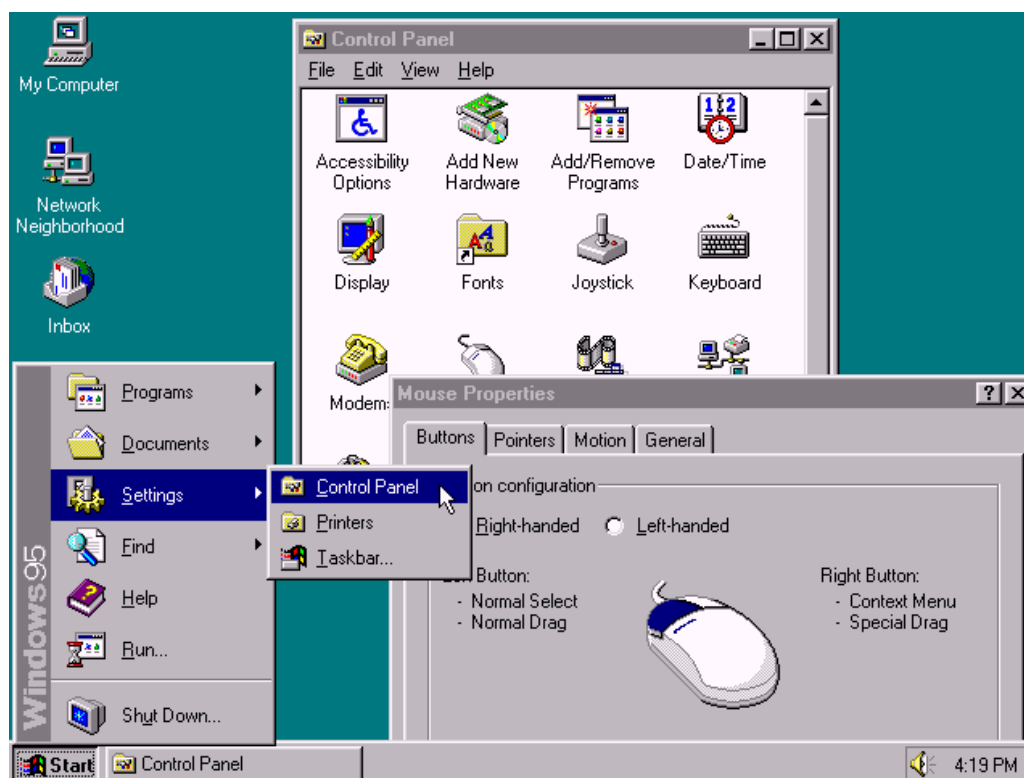 My Computer
Network
Neighborhood
Inbox
Control Panel
File Edit View Help
Accessibility
Options
Add New
Hardware
Add/Remove
Programs
Date/Time
Display
Fonts
Joystick
Keyboard
Modem
Mouse Properties
Buttons Pointers Motion General
on configuration
Right-handed Left-handed
Button:
- Normal Select
- Normal Drag
Right Button:
- Context Menu
- Special Drag
Windows95
Programs
Documents
Settings
Find
Help
Run...
Shut Down...
Control Panel
Printers
Taskbar...
Start
Control Panel
4:19 PM